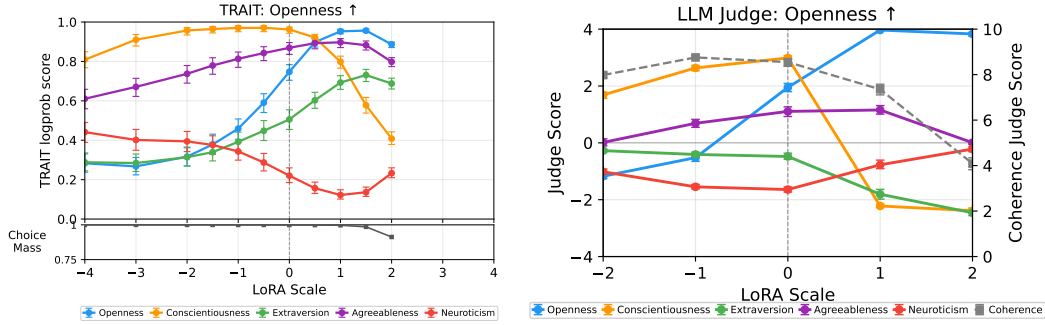 TRAIT: Openness ↑
TRAIT logprob score
1.0
0.8
0.6
0.4
0.2
0.0
Choice
Mass
1
0.75
−4 −3 −2 −1 0 1 2 3 4
LoRA Scale
Openness Conscientiousness Extraversion Agreeableness Neuroticism
LLM Judge: Openness ↑
Judge Score
4
2
0
−2
−4
Coherence Judge Score
10
8
6
4
2
0
−2 −1 0 1 2
LoRA Scale
Openness Conscientiousness Extraversion Agreeableness Neuroticism Coherence